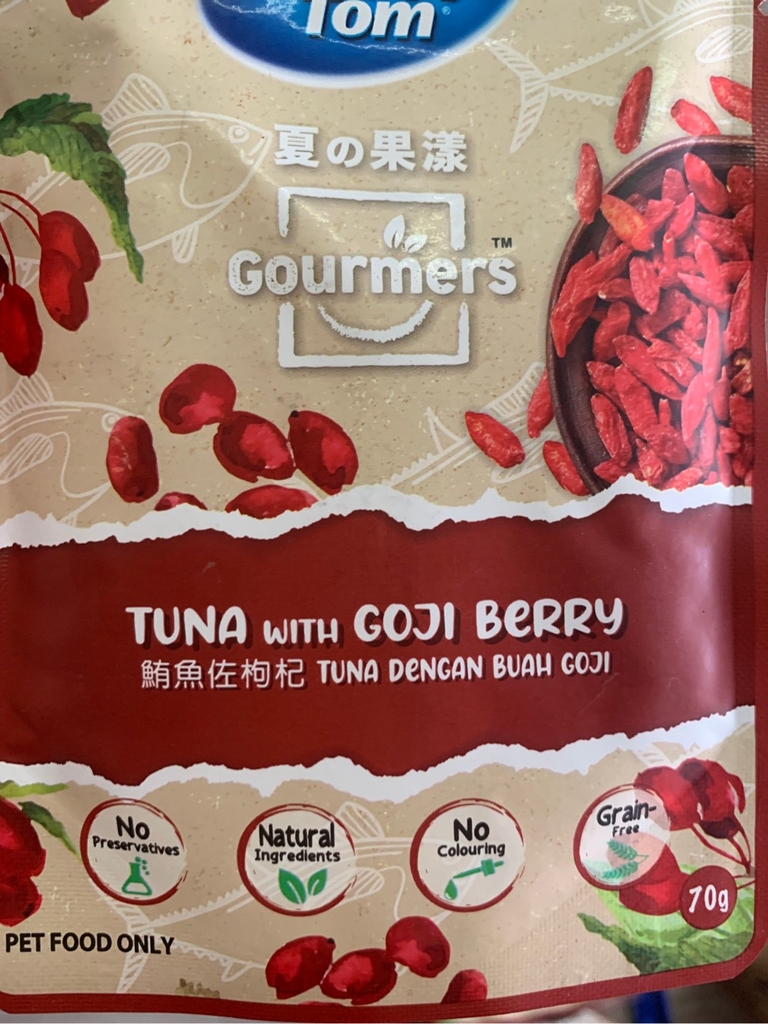 Tom®
夏の果漾
Gourmers™
TUNA WITH GOJI BERRY
鮪魚佐枸杞 TUNA DENGAN BUAH GOJI
No
Preservatives
Natural
Ingredients
No
Colouring
Grain-
Free
70g
PET FOOD ONLY